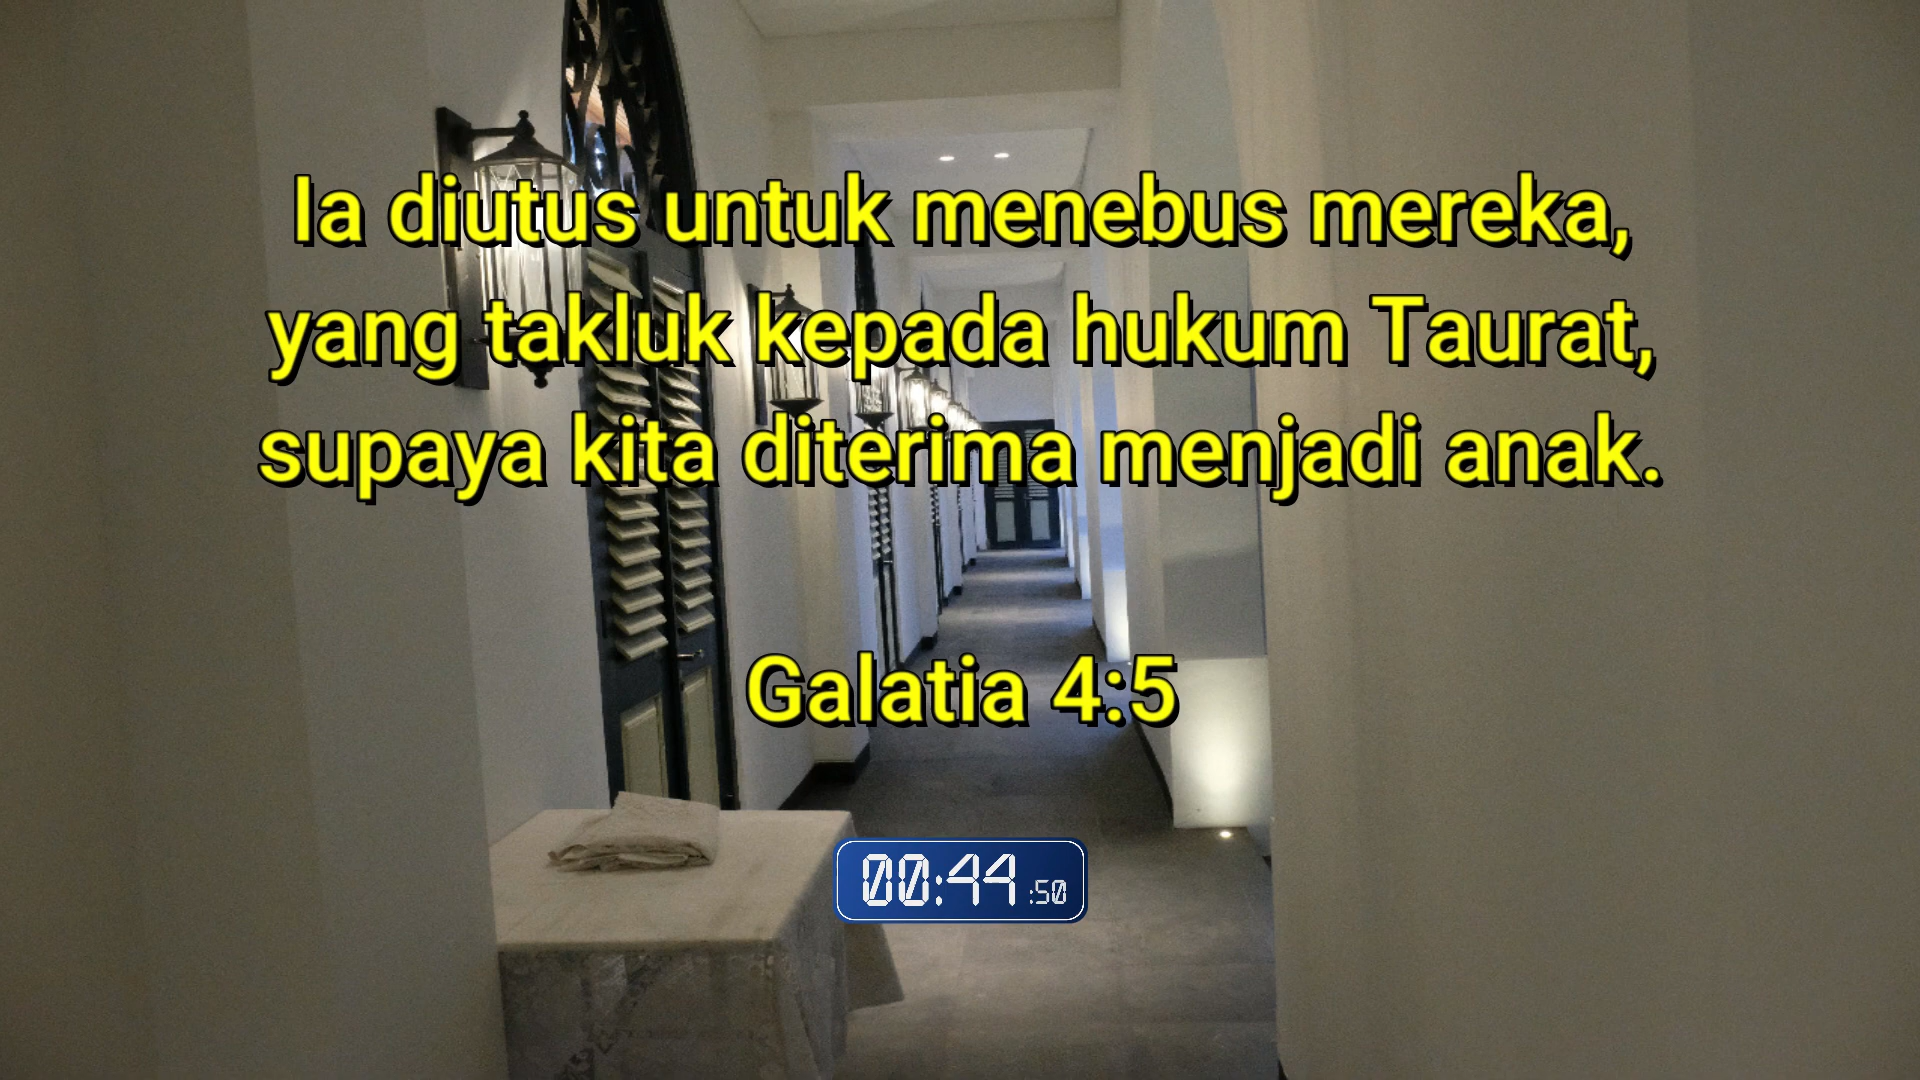 Ia diutus untuk menebus mereka,
yang takluk kepada hukum Taurat,
supaya kita diterima menjadi anak.
Galatia 4:5
00:44 :50